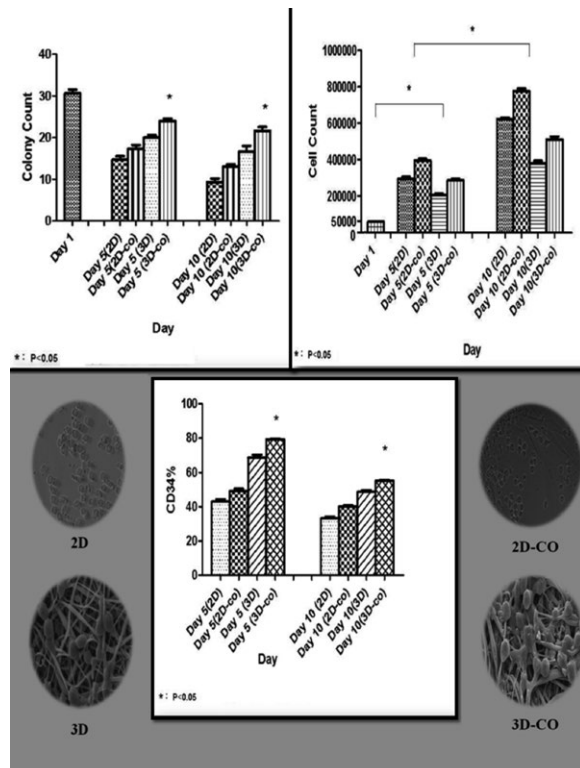 Colony Count
40
30
20
10
0
*
*
Day 1
Day 5(2D)
Day 5(2D-co)
Day 5 (3D)
Day 5 (3D-co)
Day 10 (2D)
Day 10 (2D-co)
Day 10(3D)
Day 10(3D-co)
Day
*: P<0.05
Cell Count
1000000
800000
600000
400000
200000
50000
0
*
*
Day 1
Day 5(2D)
Day 5(2D-co)
Day 5 (3D)
Day 5 (3D-co)
Day 10 (2D)
Day 10 (2D-co)
Day 10(3D)
Day 10(3D-co)
Day
*: P<0.05
2D
3D
CD34%
100
80
60
40
20
0
*
*
Day 5(2D)
Day 5(2D-co)
Day 5 (3D)
Day 5 (3D-co)
Day 10 (2D)
Day 10 (2D-co)
Day 10(3D)
Day 10(3D-co)
Day
*: P<0.05
2D-CO
3D-CO